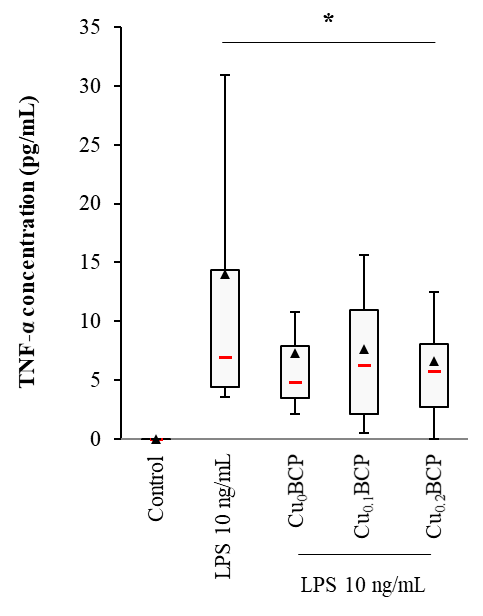 *
35
30
25
20
15
10
5
0
TNF-α concentration (pg/mL)
Control
LPS 10 ng/mL
Cu₀BCP
Cu₀.₁BCP
Cu₀.₂BCP
LPS 10 ng/mL